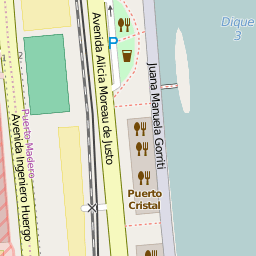 Dique
3
Avenida Alicia Moreau de Justo
Juana Manuela Gorriti
P
Puerto Madero
Avenida Ingeniero Huergo
Puerto
Cristal